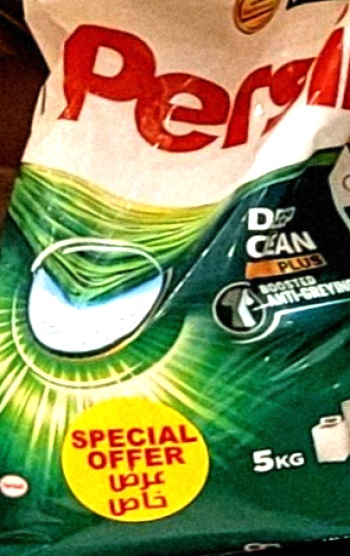 Persil
DEEP
CLEAN
PLUS
BOOSTED
ANTI-GREYING
SPECIAL
OFFER
عرض
خاص
5KG